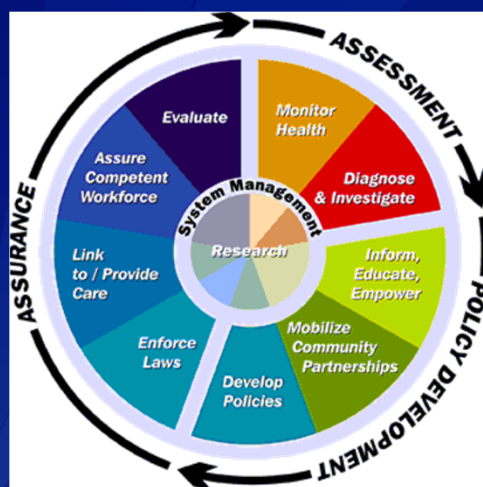 ASSESSMENT
Monitor
Health
Diagnose
& Investigate
POLICY DEVELOPMENT
Inform,
Educate,
Empower
Mobilize
Community
Partnerships
Develop
Policies
ASSURANCE
Enforce
Laws
Link
to / Provide
Care
Assure
Competent
Workforce
Evaluate
System Management
Research